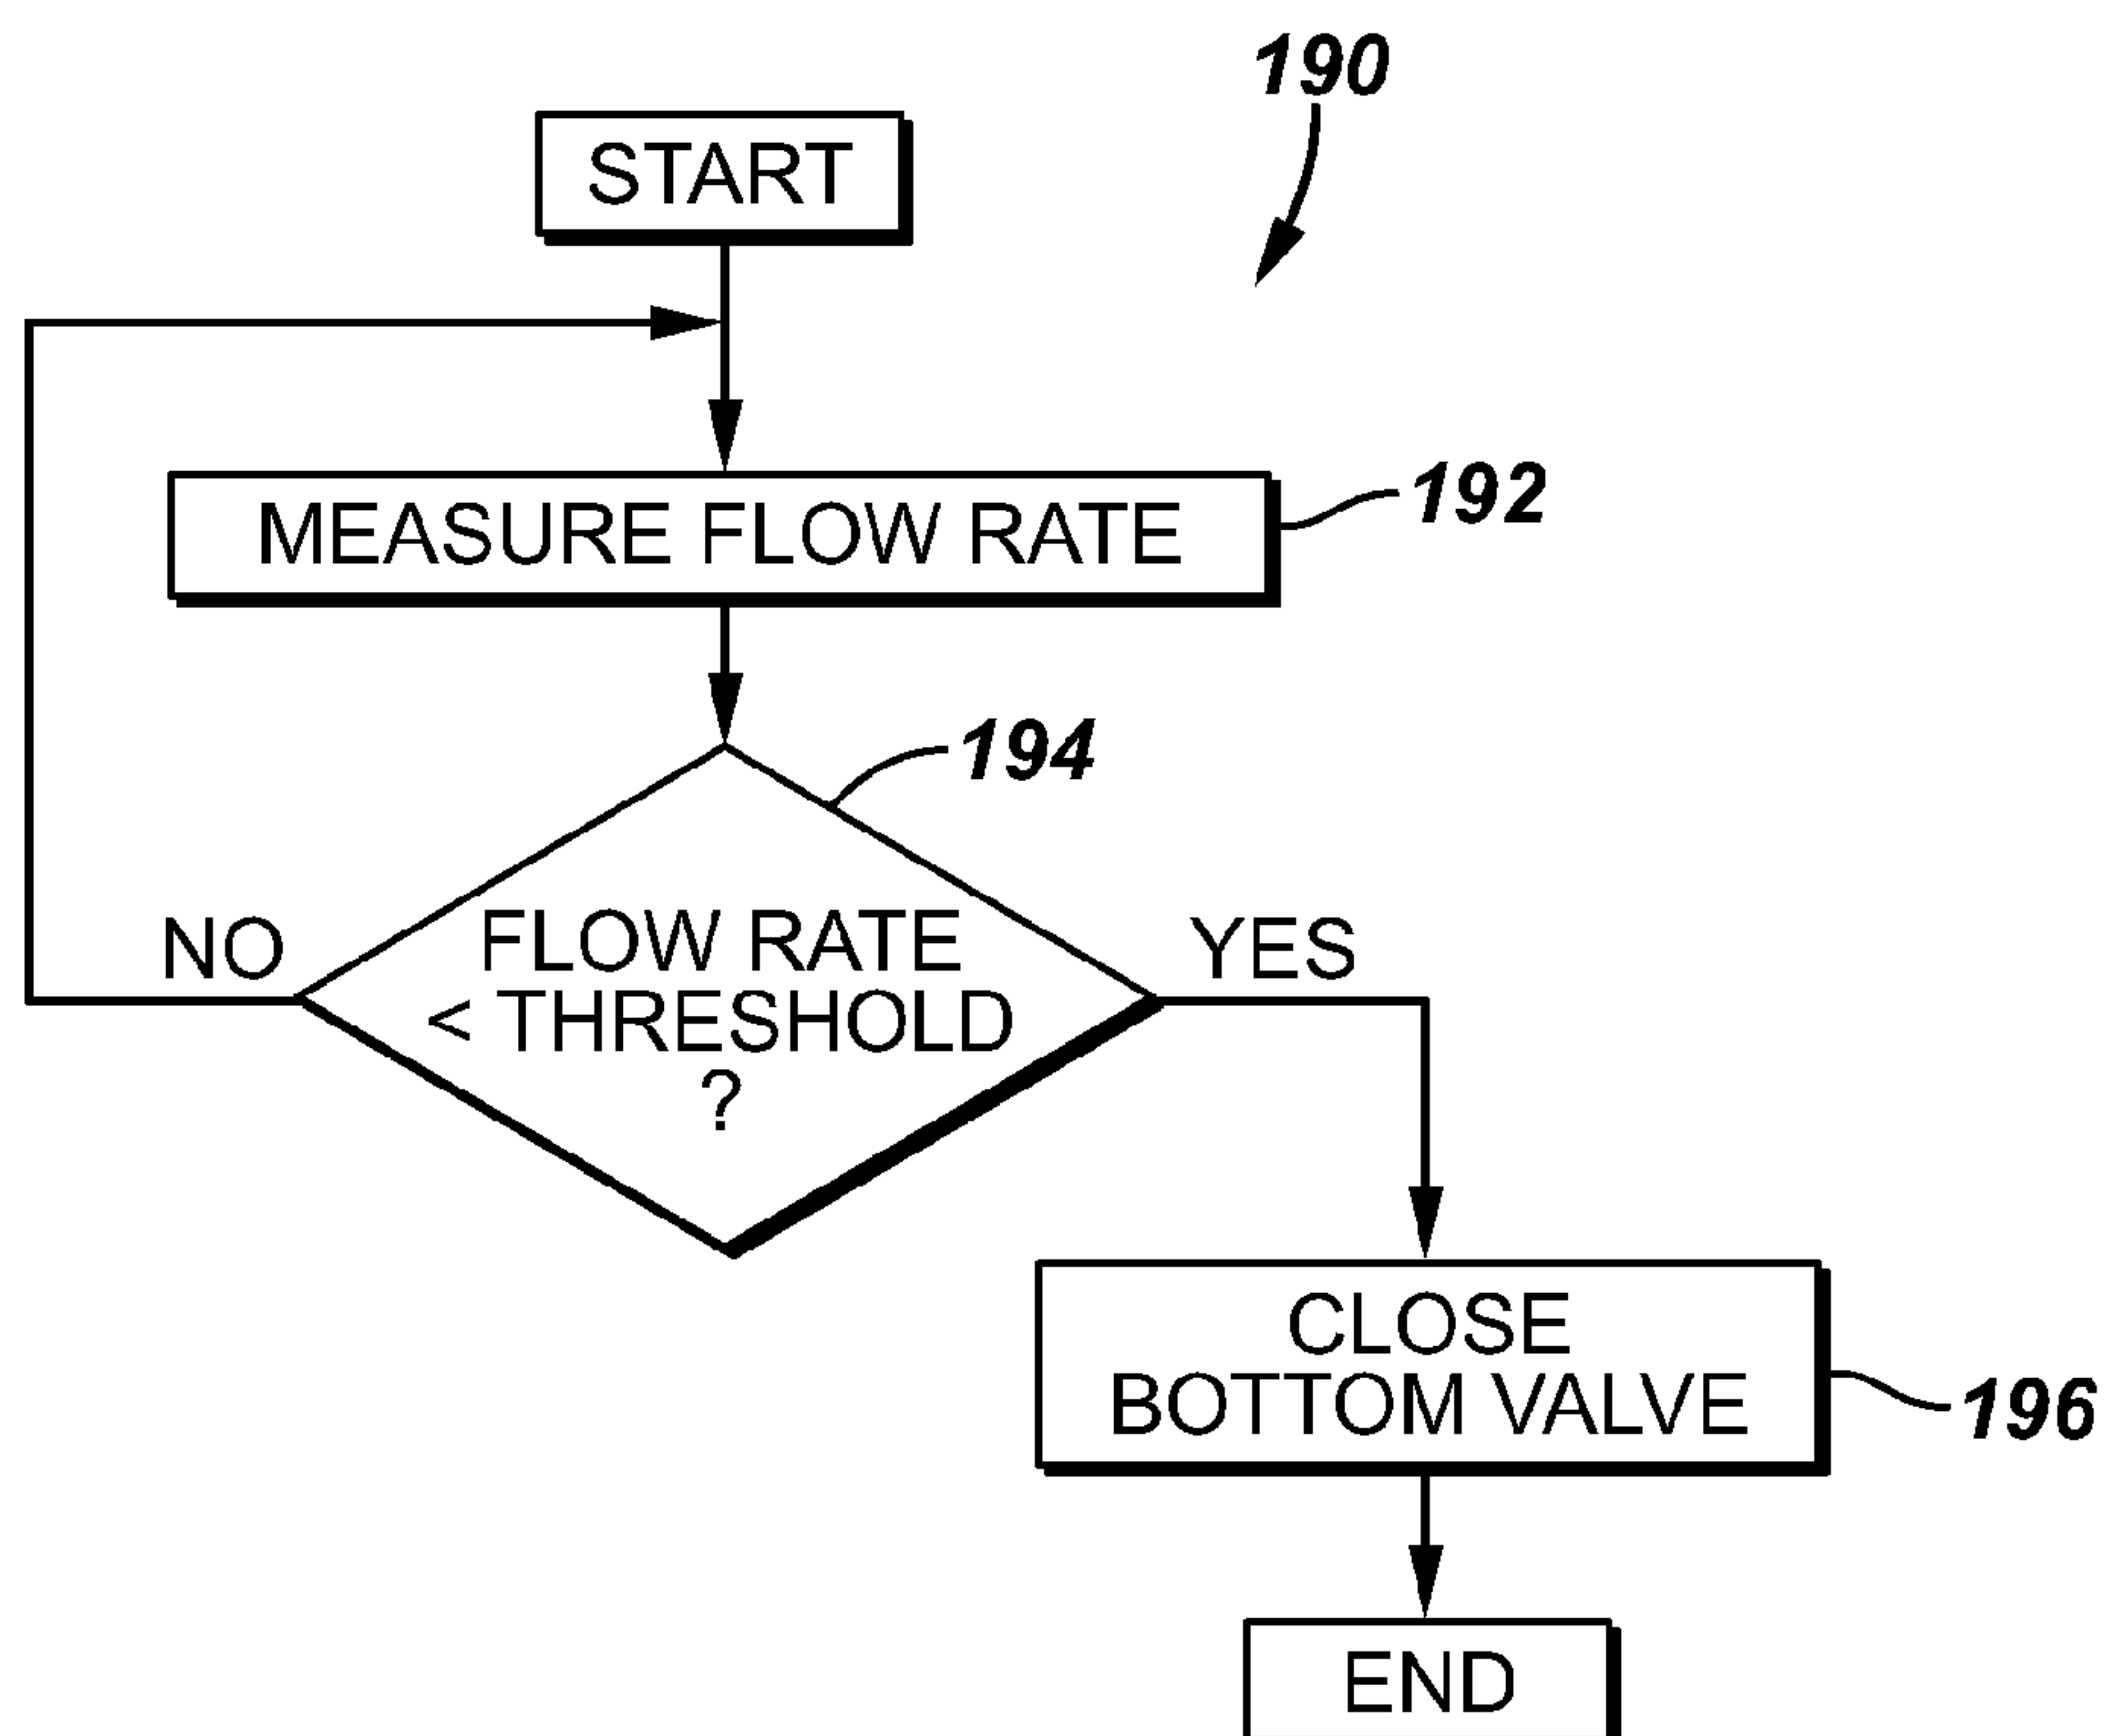 190
START
MEASURE FLOW RATE
192
194
NO
FLOW RATE
< THRESHOLD
?
YES
CLOSE
BOTTOM VALVE
196
END